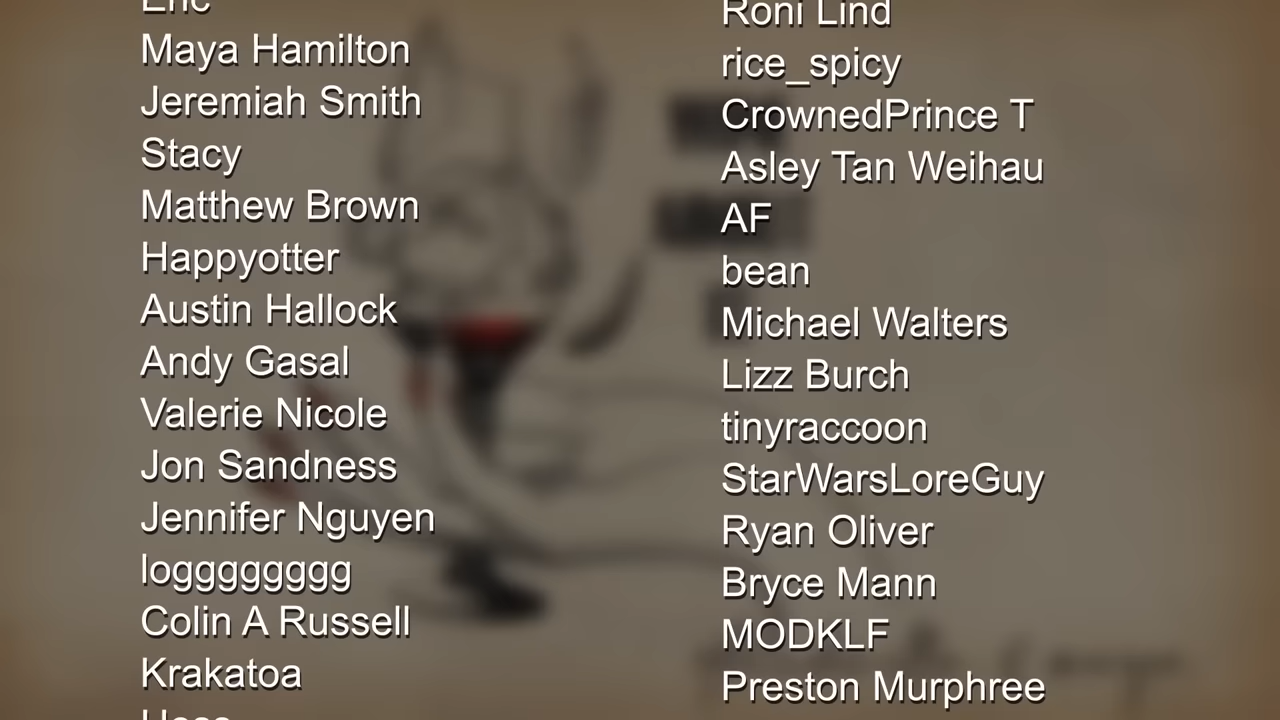 Eric
Maya Hamilton
Jeremiah Smith
Stacy
Matthew Brown
Happyotter
Austin Hallock
Andy Gasal
Valerie Nicole
Jon Sandness
Jennifer Nguyen
loggggggg
Colin A Russell
Krakatoa
Roni Lind
rice_spicy
CrownedPrince T
Asley Tan Weihau
AF
bean
Michael Walters
Lizz Burch
tinyraccoon
StarWarsLoreGuy
Ryan Oliver
Bryce Mann
MODKLF
Preston Murphree